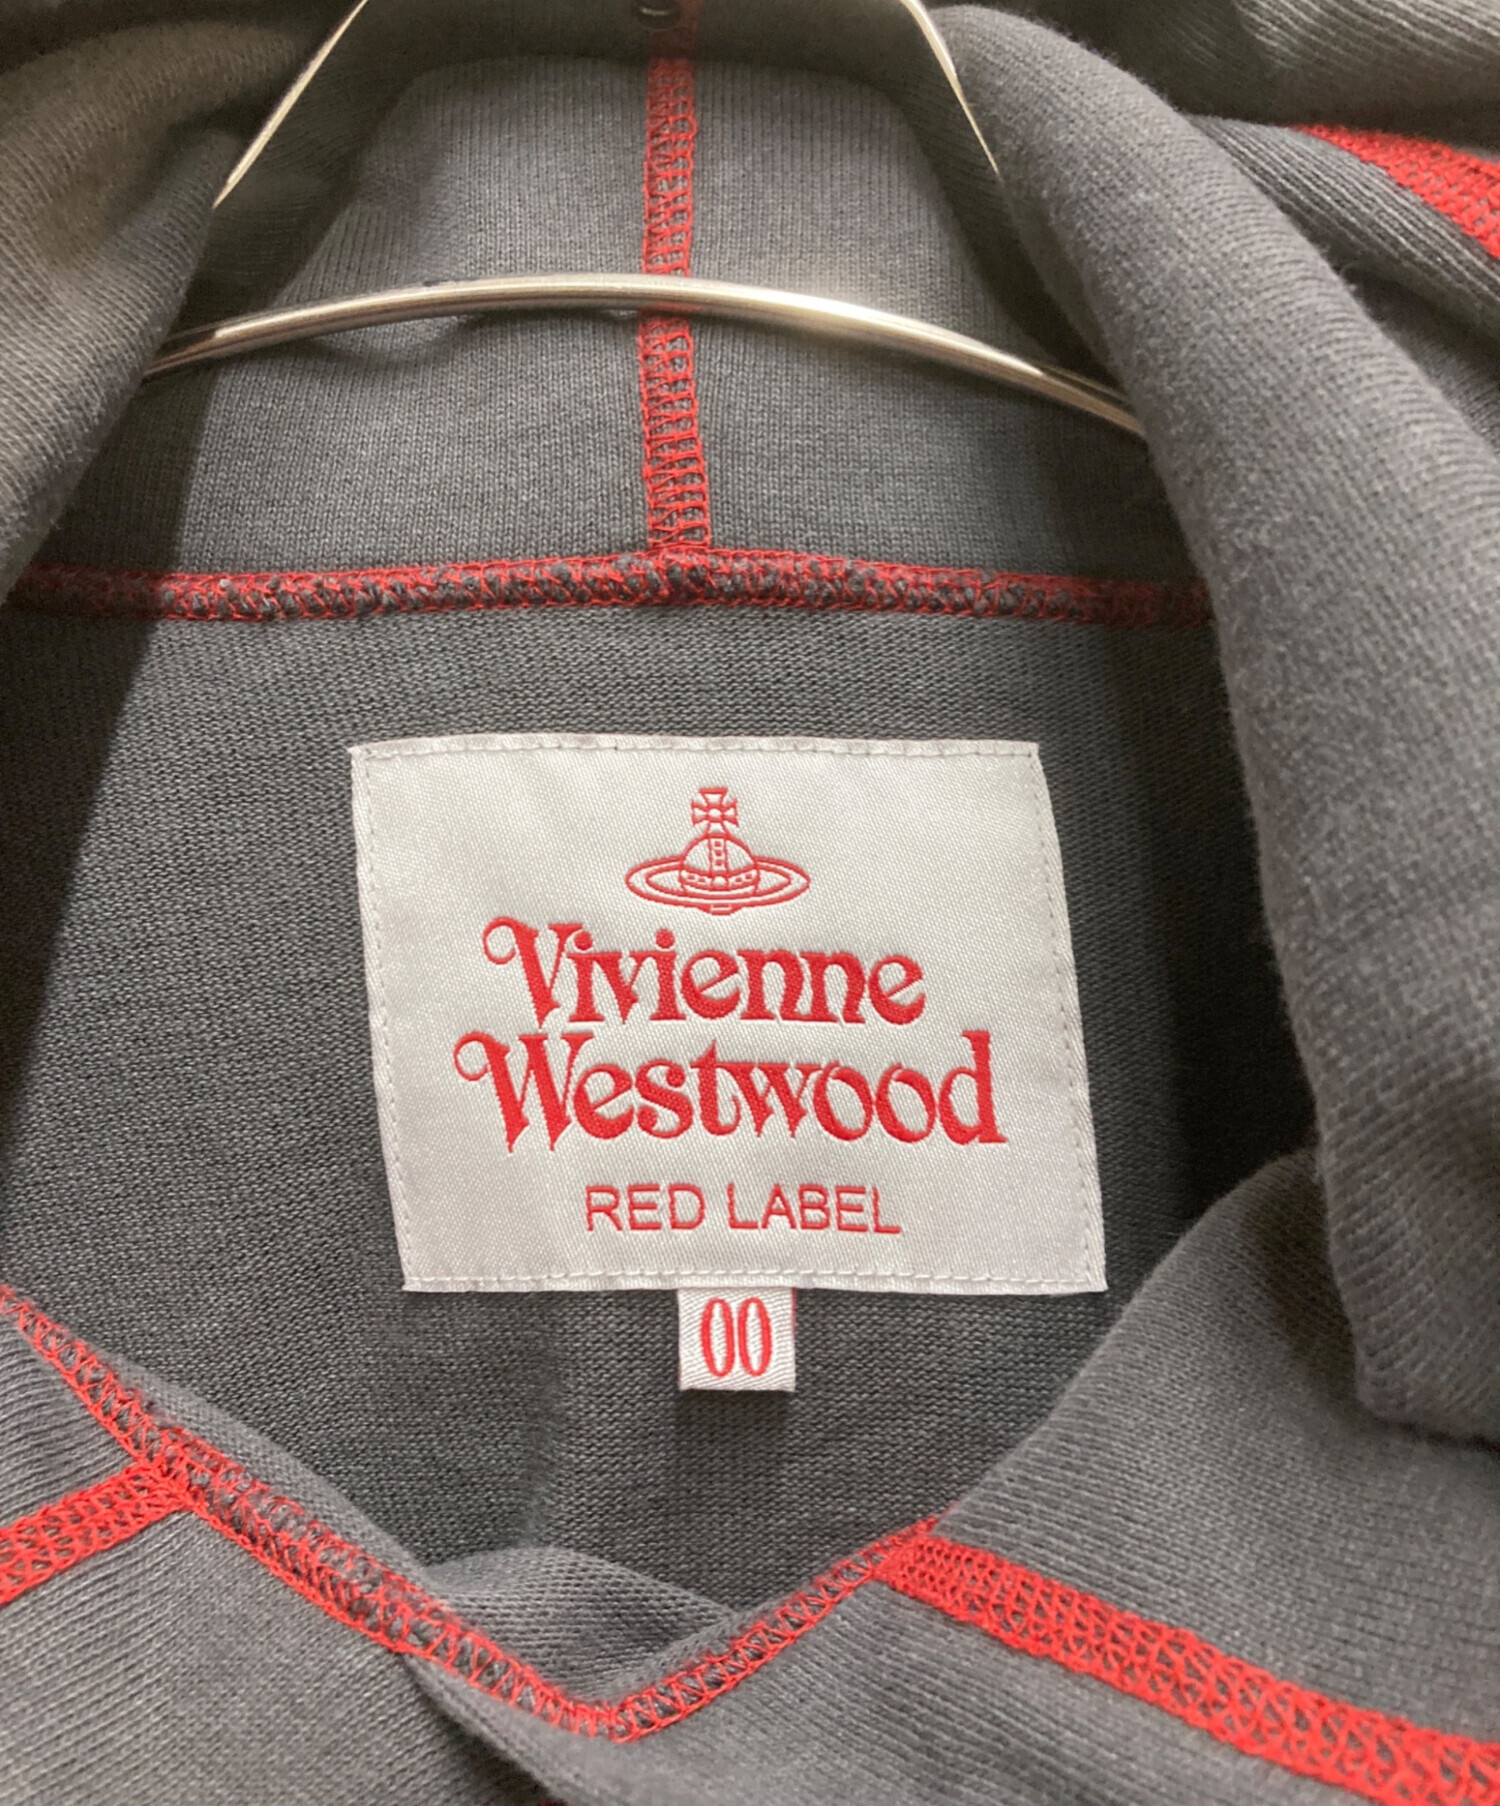 Vivienne
Westwood
RED LABEL
00